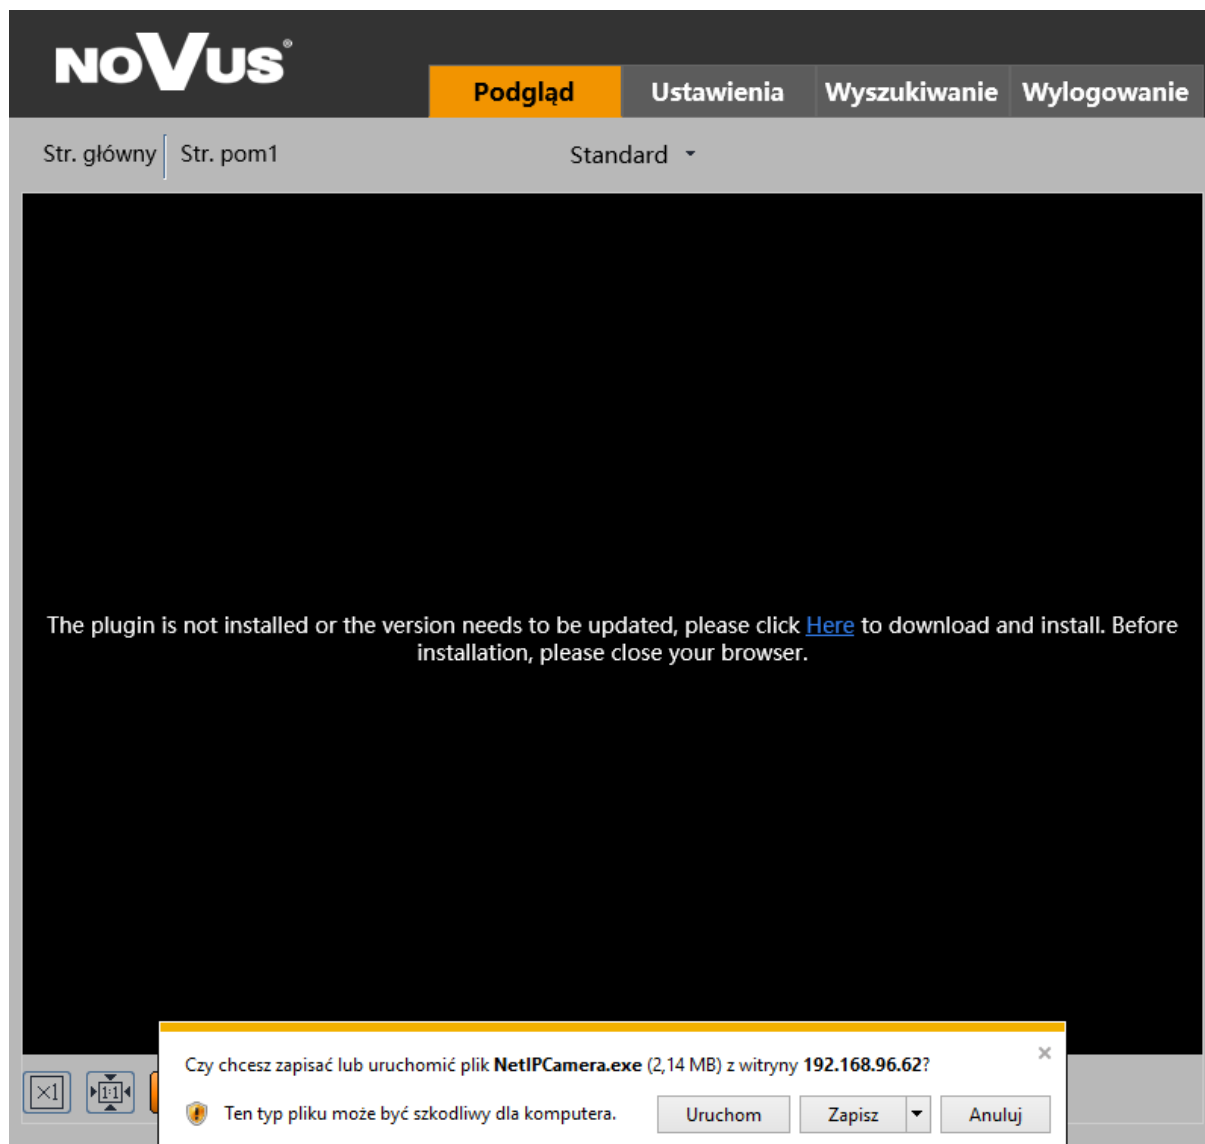 NOVUS®
Podgląd Ustawienia Wyszukiwanie Wylogowanie
Str. główny Str. pom1 Standard
The plugin is not installed or the version needs to be updated, please click Here to download and install. Before
installation, please close your browser.
Czy chcesz zapisać lub uruchomić plik NetIPCamera.exe (2,14 MB) z witryny 192.168.96.62?
Ten typ pliku może być szkodliwy dla komputera. Uruchom Zapisz Anuluj
×1 1:1